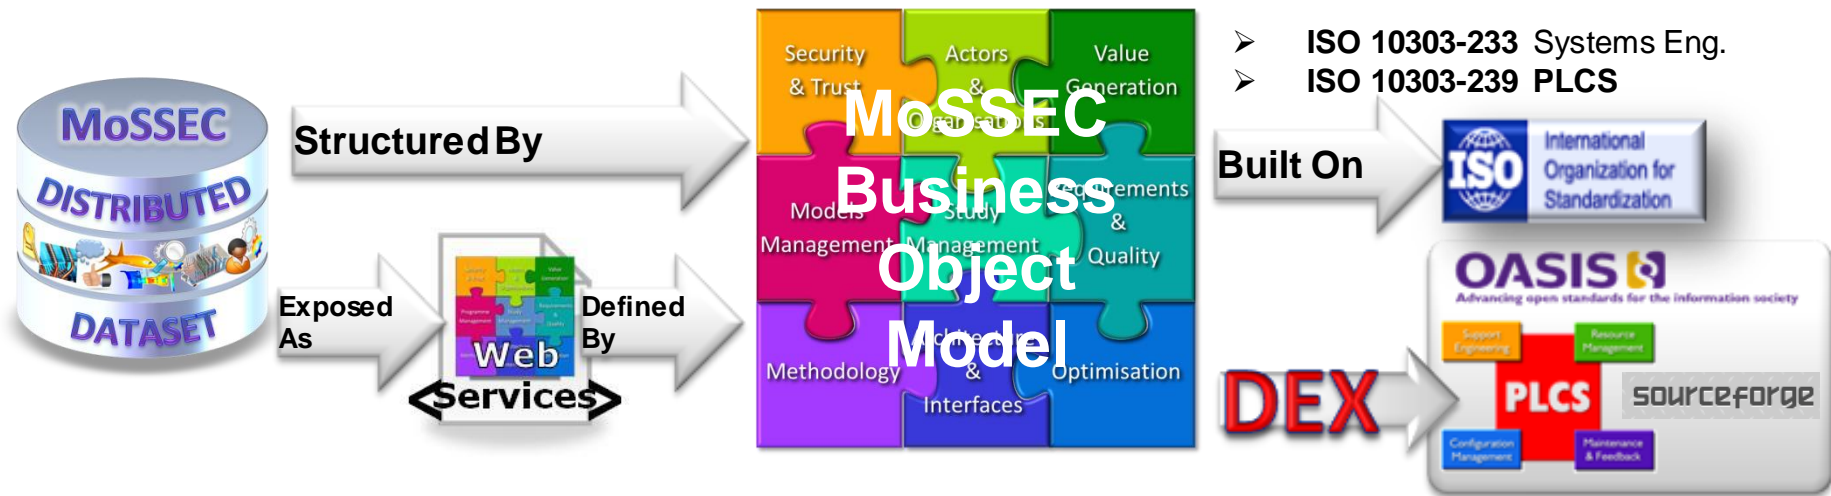 MoSSEC
DISTRIBUTED
DATASET
Structured By
Exposed
As
Web
<Services>
Defined
By
Security
& Trust
Actors
&
Organisations
Value
Generation
Models
Management
Study
Management
Requirements
&
Quality
Methodology
Architecture
&
Interfaces
Optimisation
MoSSEC
Business
Object
Model
➢ ISO 10303-233 Systems Eng.
➢ ISO 10303-239 PLCS
Built On
ISO
International
Organization for
Standardization
DEX
OASIS
Advancing open standards for the information society
Support
Engineering
Resource
Management
PLCS
sourceforge
Configuration
Management
Maintenance
& Feedback